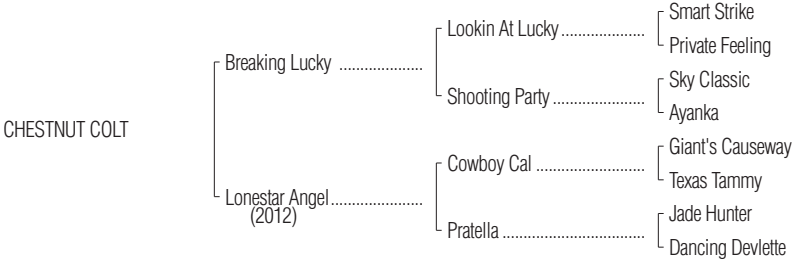 Smart Strike
Lookin At Lucky ....................
Private Feeling
Breaking Lucky ....................
Sky Classic
Shooting Party ......................
Ayanka
CHESTNUT COLT
Giant's Causeway
Cowboy Cal ..........................
Texas Tammy
Lonestar Angel......................
(2012)
Jade Hunter
Pratella ..................................
Dancing Devlette